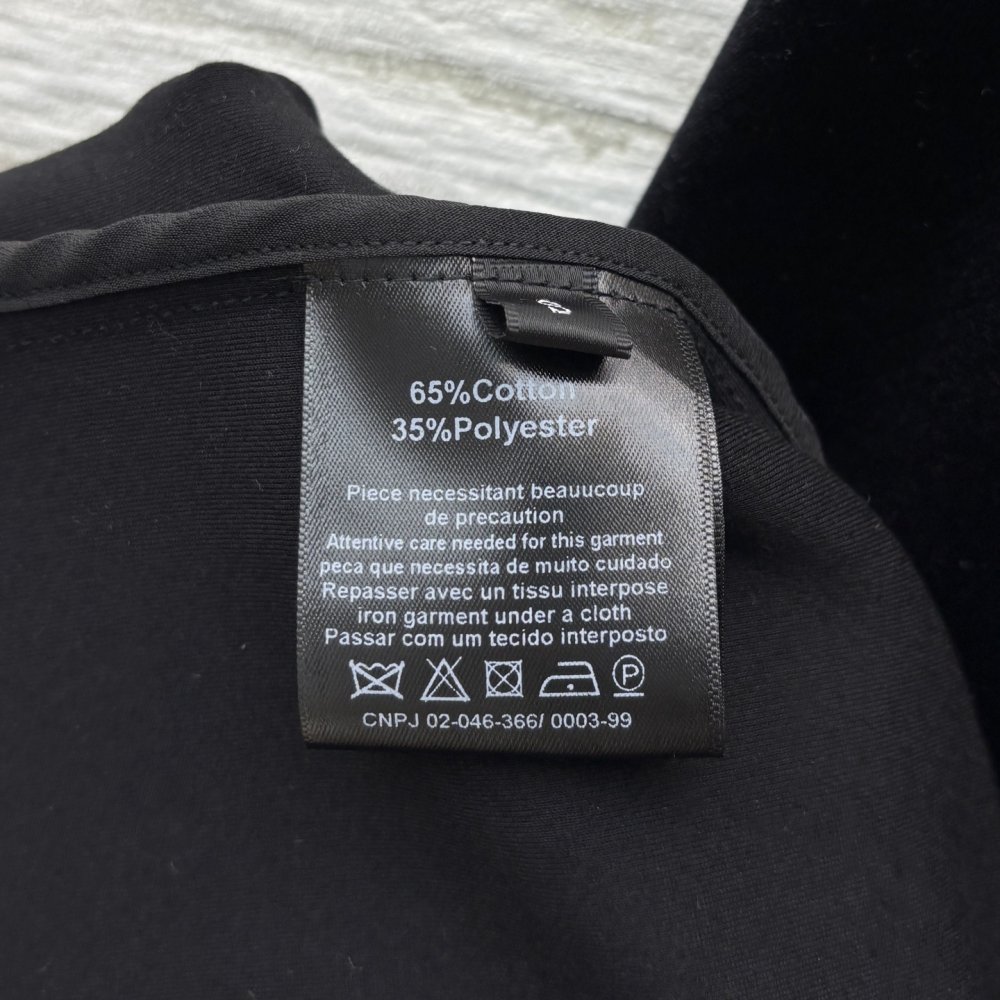 65%Cotton
35%Polyester
Piece necessitant beauucoup
de precaution
Attentive care needed for this garment
peca que necessita de muito cuidado
Repasser avec un tissu interpose
iron garment under a cloth
Passar com um tecido interposto
P
CNPJ 02-046-366/ 0003-99